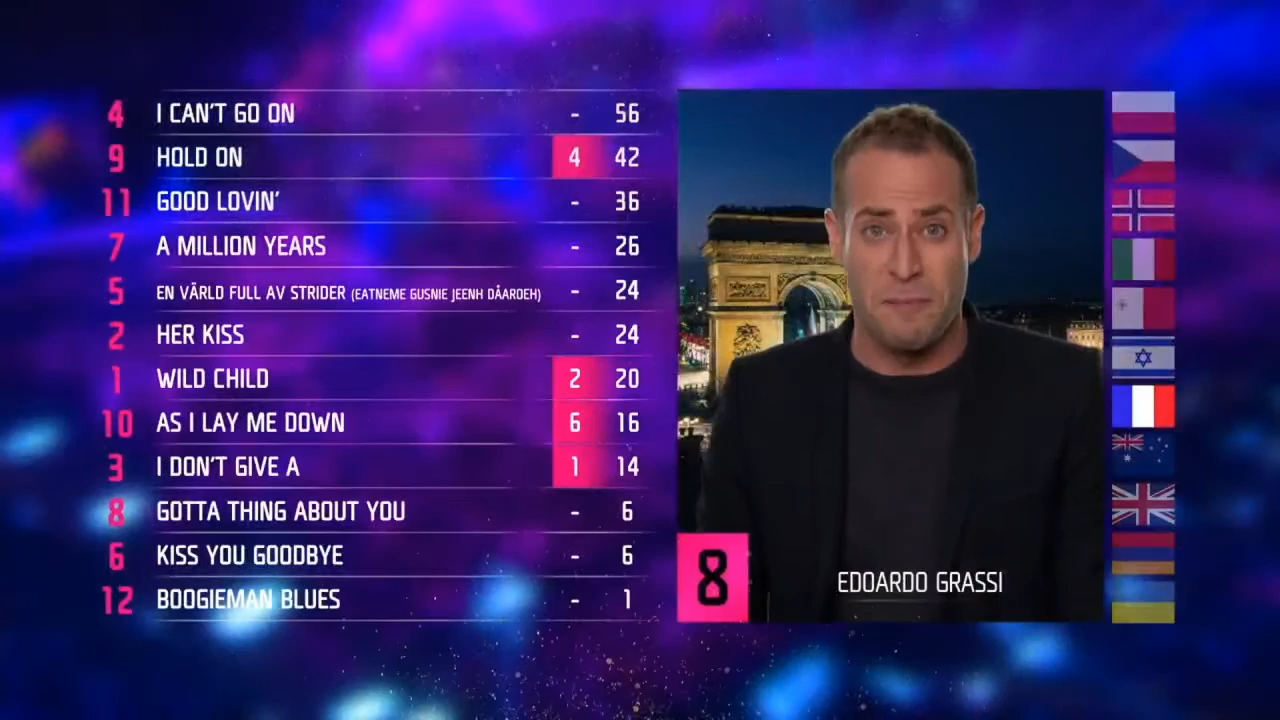 4 I CAN'T GO ON - 56
9 HOLD ON 4 42
11 GOOD LOVIN' - 36
7 A MILLION YEARS - 26
5 EN VÄRLD FULL AV STRIDER (EATNEME GUSNIE JEENH DÅAROEH) - 24
2 HER KISS - 24
1 WILD CHILD 2 20
10 AS I LAY ME DOWN 6 16
3 I DON'T GIVE A 1 14
8 GOTTA THING ABOUT YOU - 6
6 KISS YOU GOODBYE - 6
12 BOOGIEMAN BLUES - 1
8
EDOARDO GRASSI